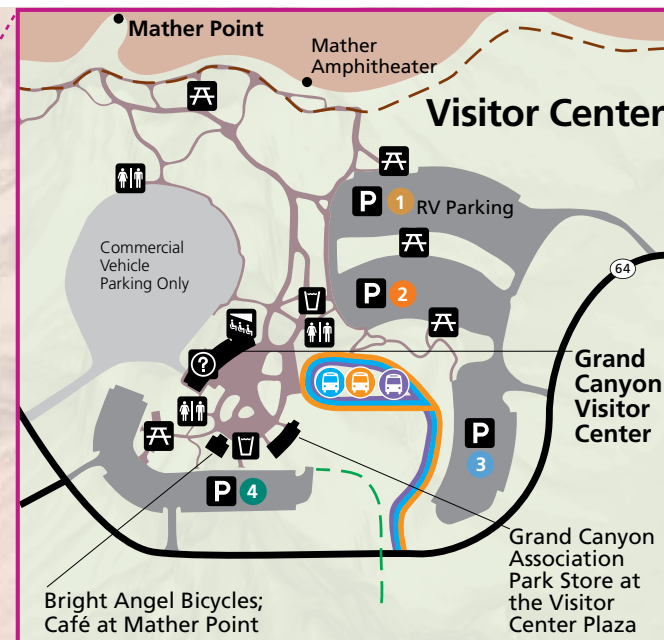 Mather Point
Mather
Amphitheater
Visitor Center
P 1 RV Parking
Commercial
Vehicle
Parking Only
64
P 2
?
Grand
Canyon
Visitor
Center
P
3
P 4
Grand Canyon
Association
Park Store at
the Visitor
Center Plaza
Bright Angel Bicycles;
Café at Mather Point